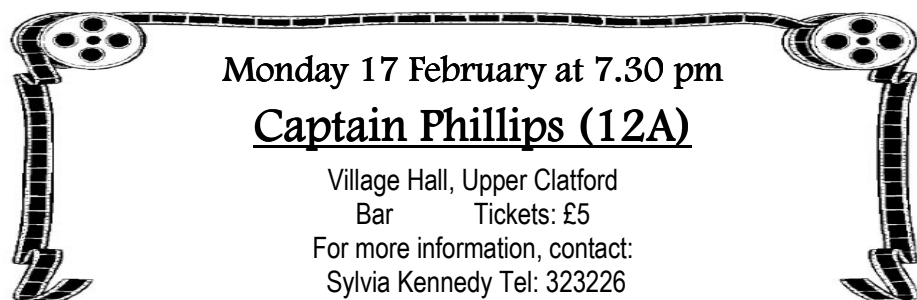 Monday 17 February at 7.30 pm
Captain Phillips (12A)
Village Hall, Upper Clatford
Bar Tickets: £5
For more information, contact:
Sylvia Kennedy Tel: 323226